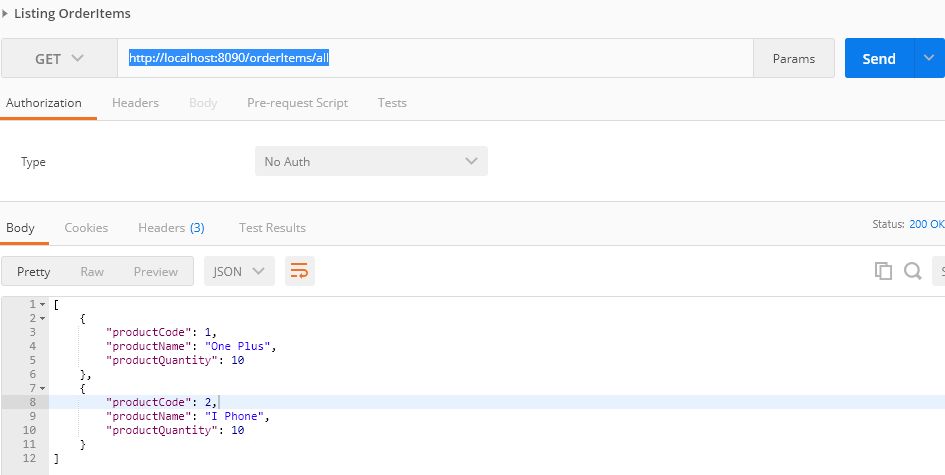 Listing OrderItems
GET http://localhost:8090/orderItems/all Params Send
Authorization Headers Body Pre-request Script Tests
Type No Auth
Body Cookies Headers (3) Test Results Status: 200 OK
Pretty Raw Preview JSON S
1 [
2 {
3 "productCode": 1,
4 "productName": "One Plus",
5 "productQuantity": 10
6 },
7 {
8 "productCode": 2,
9 "productName": "I Phone",
10 "productQuantity": 10
11 }
12 ]